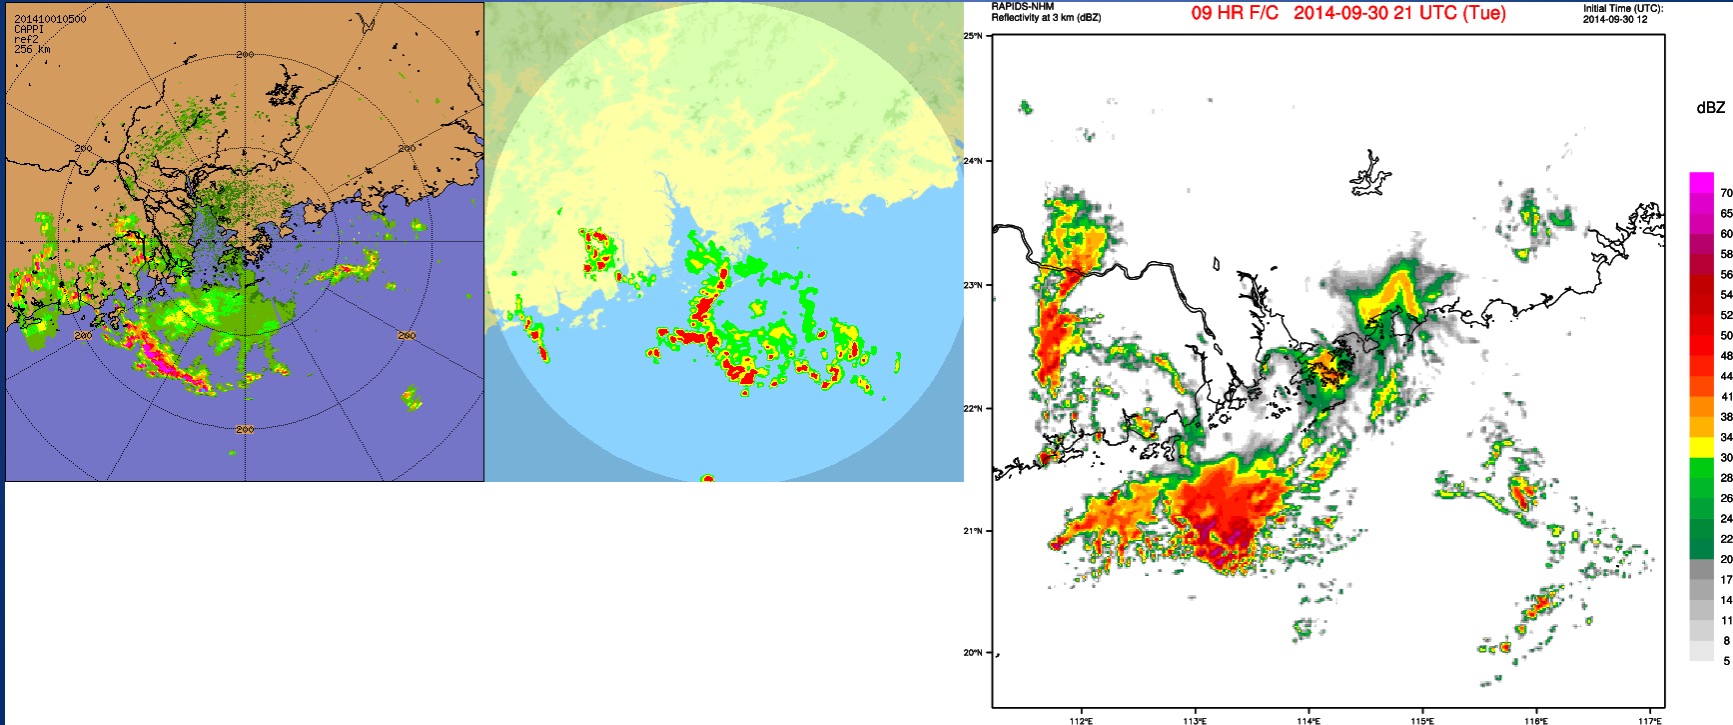 201410010500
CAPPI
ref2
256 km
200
200
200
200
200
200
RAPIDS-NHM
Reflectivity at 3 km (dBZ)
09 HR F/C 2014-09-30 21 UTC (Tue)
Initial Time (UTC):
2014-09-30 12
25°N
24°N
23°N
22°N
21°N
20°N
112°E
113°E
114°E
115°E
116°E
117°E
dBZ
70
65
60
58
56
54
52
50
48
44
41
38
34
30
28
26
24
22
20
17
14
11
8
5